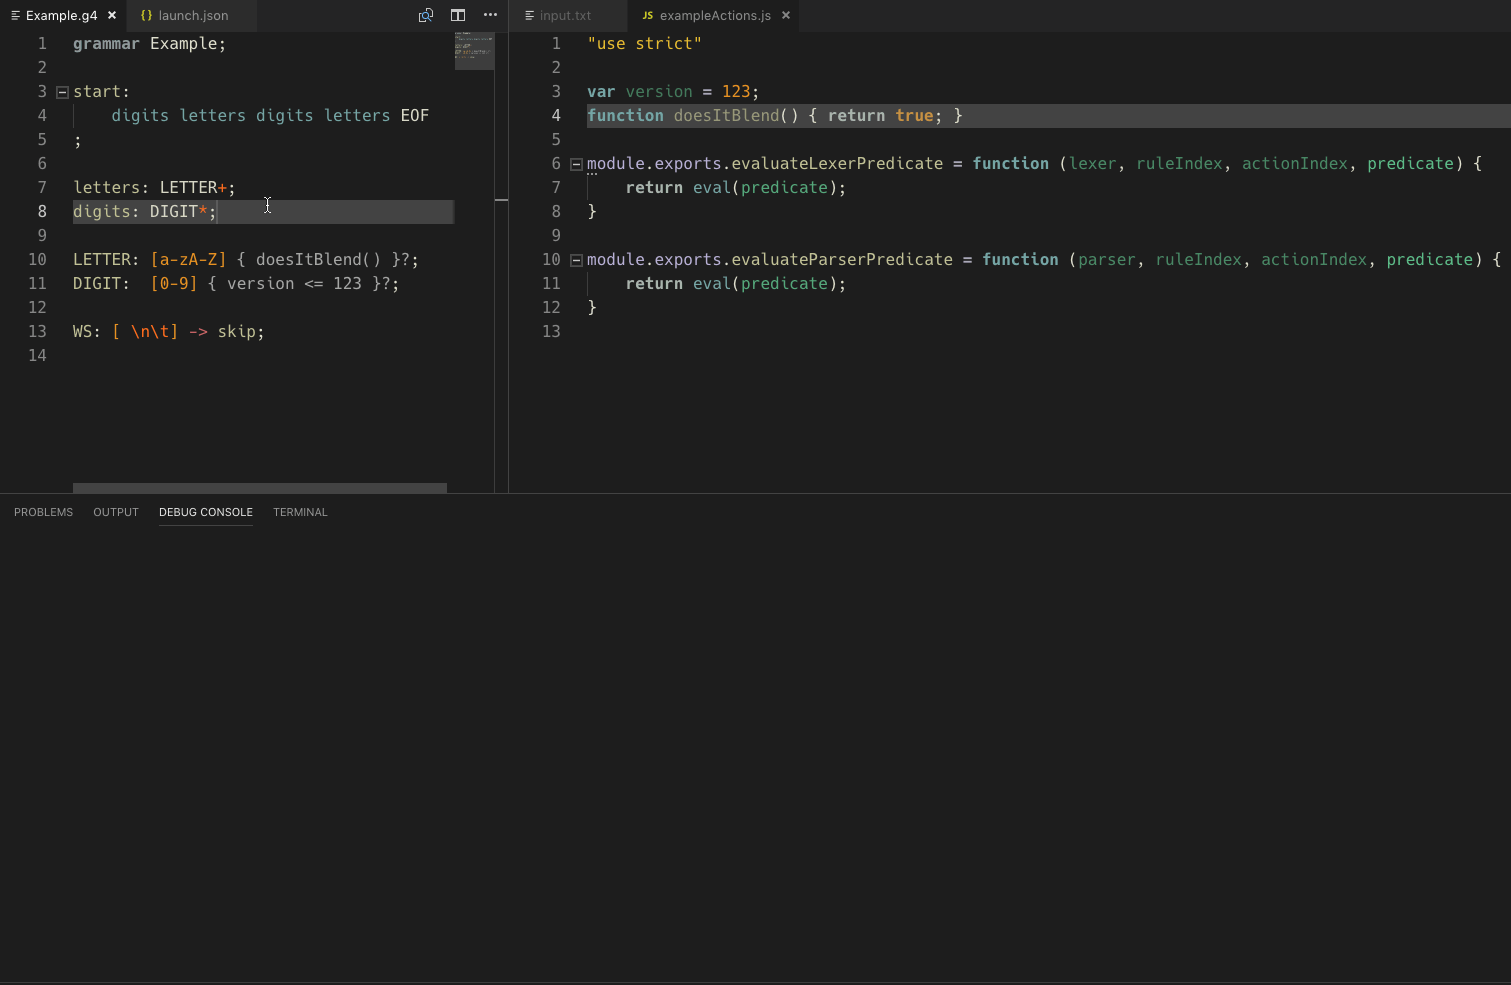 Example.g4 ×
{} launch.json
1 grammar Example;
2
3 start:
4     digits letters digits letters EOF
5 ;
6
7 letters: LETTER+;
8 digits: DIGIT*;
9
10 LETTER: [a-zA-Z] { doesItBlend() }?;
11 DIGIT:  [0-9] { version <= 123 }?;
12
13 WS: [ \n\t] -> skip;
14
input.txt
JS exampleActions.js ×
1 "use strict"
2
3 var version = 123;
4 function doesItBlend() { return true; }
5
6 module.exports.evaluateLexerPredicate = function (lexer, ruleIndex, actionIndex, predicate) {
7     return eval(predicate);
8 }
9
10 module.exports.evaluateParserPredicate = function (parser, ruleIndex, actionIndex, predicate) {
11     return eval(predicate);
12 }
13
PROBLEMS OUTPUT DEBUG CONSOLE TERMINAL